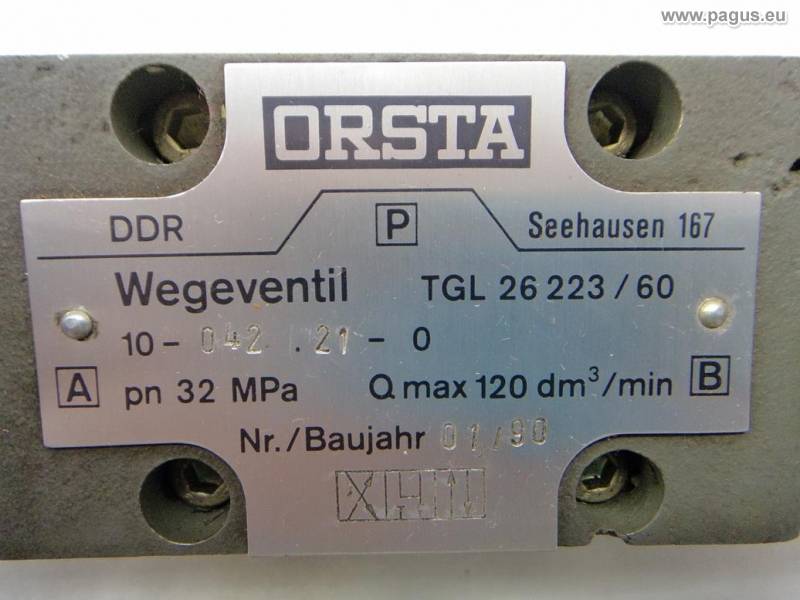 www.pagus.eu
ORSTA
DDR P Seehausen 167
Wegeventil TGL 26 223/60
10-042.21-0
A pn 32 MPa Q max 120 dm³/min B
Nr./Baujahr 01/90